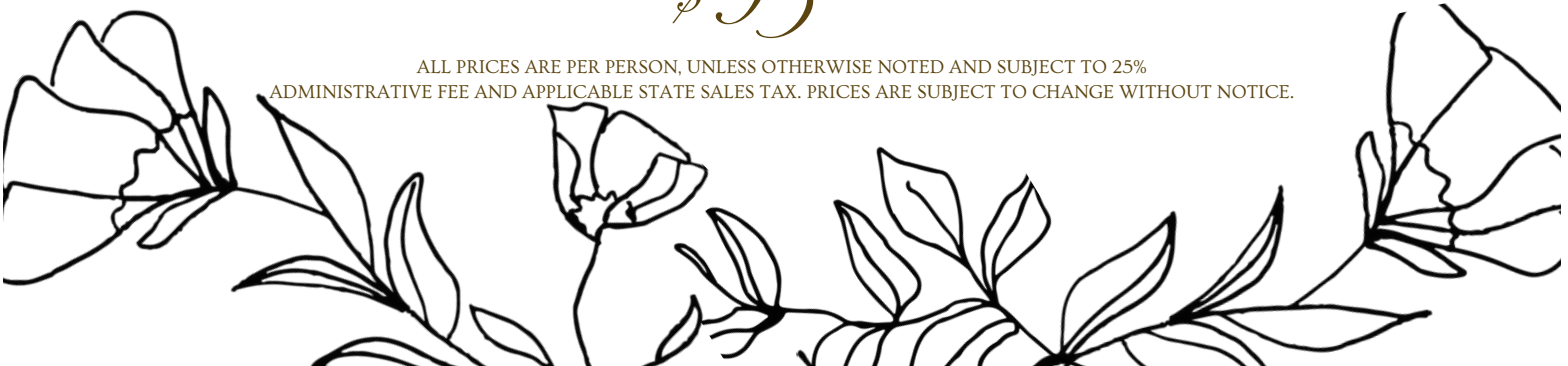 ALL PRICES ARE PER PERSON, UNLESS OTHERWISE NOTED AND SUBJECT TO 25%
ADMINISTRATIVE FEE AND APPLICABLE STATE SALES TAX. PRICES ARE SUBJECT TO CHANGE WITHOUT NOTICE.